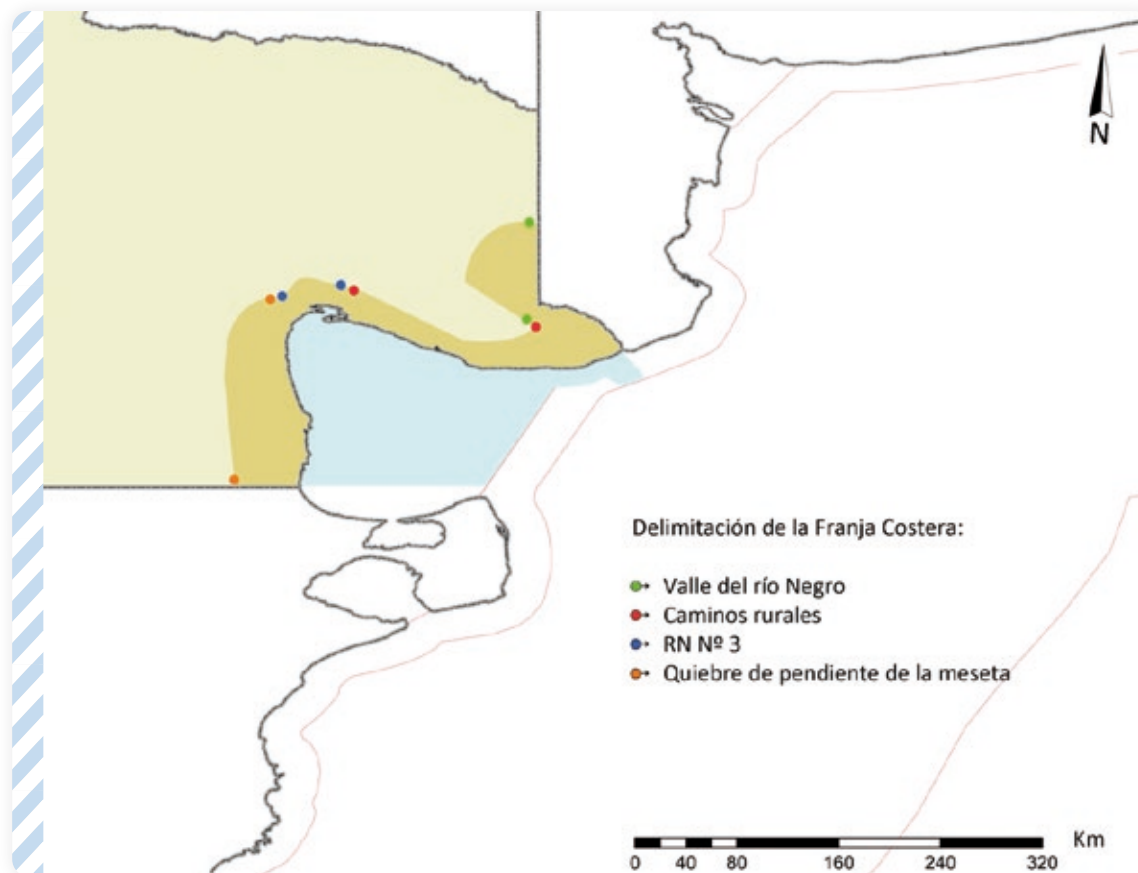 N
Delimitación de la Franja Costera:
Valle del río Negro
Caminos rurales
RN Nº 3
Quiebre de pendiente de la meseta
0 40 80 160 240 320 Km